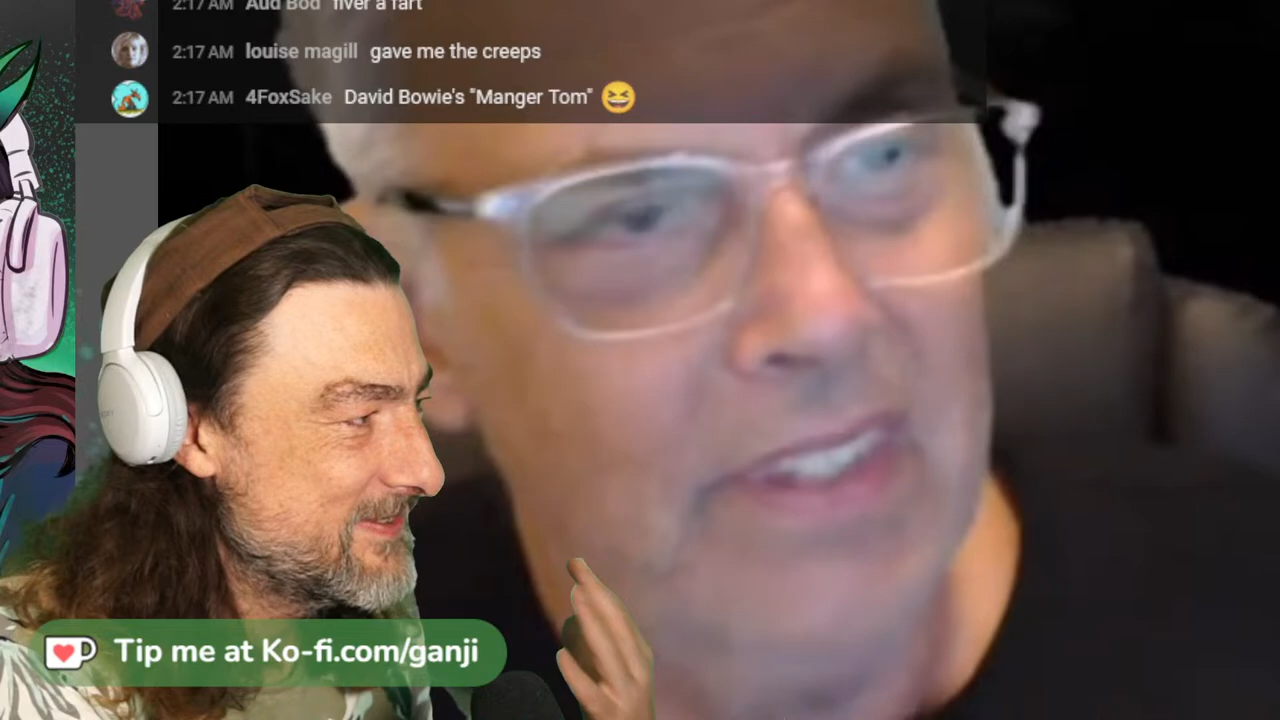 2:17 AM Aud Bod fiver a fart
2:17 AM louise magill gave me the creeps
2:17 AM 4FoxSake David Bowie's "Manger Tom" 😆
Tip me at Ko-fi.com/ganji